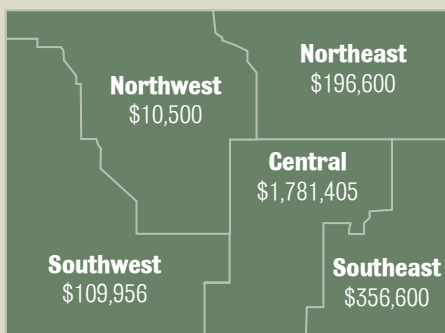 Northeast
$196,600
Northwest
$10,500
Central
$1,781,405
Southwest
$109,956
Southeast
$356,600